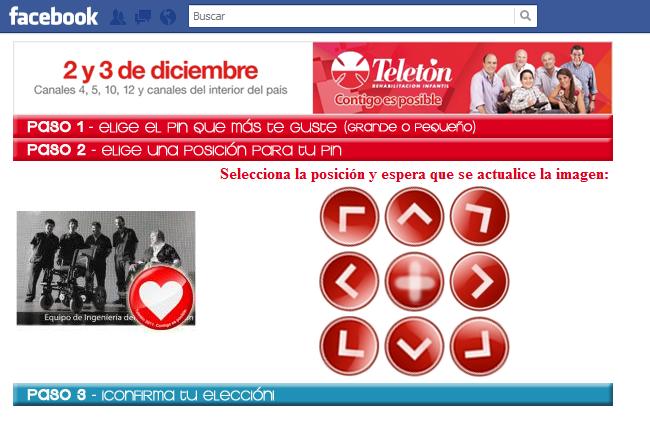 facebook
Buscar
2 y 3 de diciembre
Canales 4, 5, 10, 12 y canales del interior del pais
Teletón
REHABILITACION INFANTIL
Contigo es posible
PASO 1 - ELIGE EL PIN QUE MÁS TE GUSTE (GRANDE O PEQUEÑO)
PASO 2 - ELIGE UNA POSICIÓN PARA TU PIN
Selecciona la posición y espera que se actualice la imagen:
Equipo de Ingeniería de
PASO 3 - ¡CONFIRMA TU ELECCIÓN!